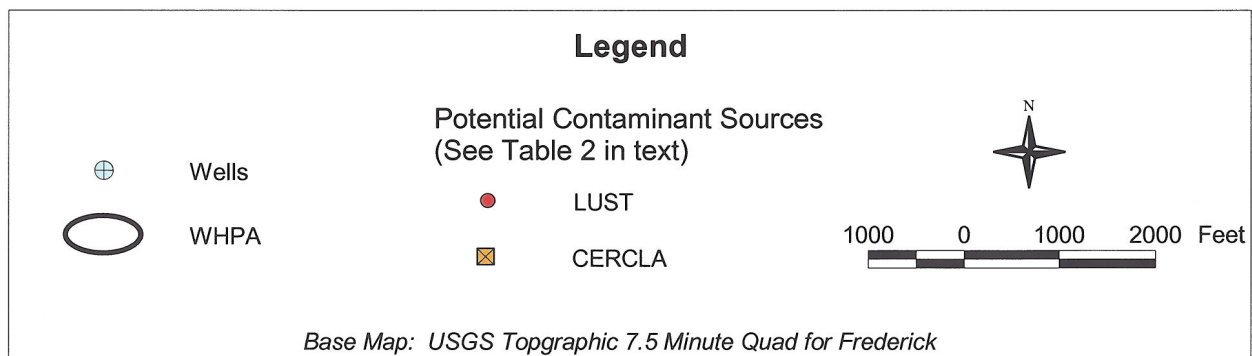 Legend
Potential Contaminant Sources
(See Table 2 in text)
Wells
WHPA
LUST
CERCLA
N
1000 0 1000 2000 Feet
Base Map: USGS Topgraphic 7.5 Minute Quad for Frederick